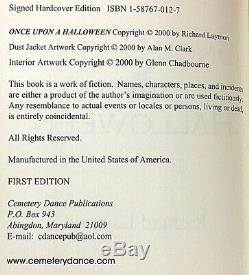 Signed Hardcover Edition ISBN 1-58767-012-7
ONCE UPON A HALLOWEEN Copyright © 2000 by Richard Laymon
Dust Jacket Artwork Copyright © 2000 by Alan M. Clark
Interior Artwork Copyright © 2000 by Glenn Chadbourne
This book is a work of fiction. Names, characters, places, and incidents
are either a product of the author's imagination or are used fictitiously.
Any resemblance to actual events or locales or persons, living or dead,
is entirely coincidental.
All Rights Reserved.
Manufactured in the United States of America.
FIRST EDITION
Cemetery Dance Publications
P.O. Box 943
Abingdon, Maryland 21009
E-mail: cdancepub@aol.com
www.cemeterydance.com